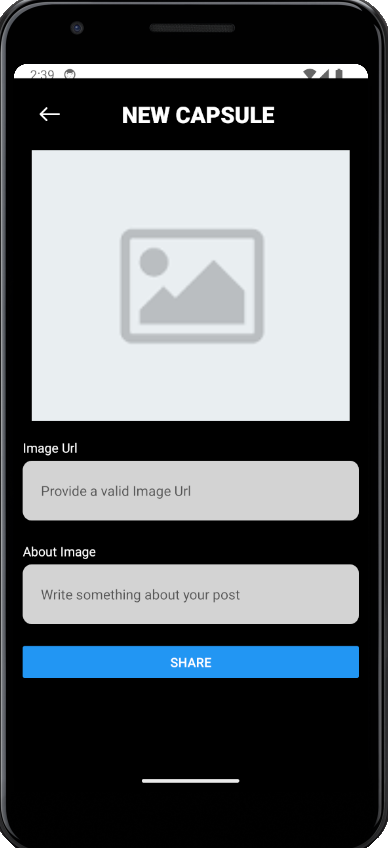 2:39
NEW CAPSULE
Image Url
Provide a valid Image Url
About Image
Write something about your post
SHARE